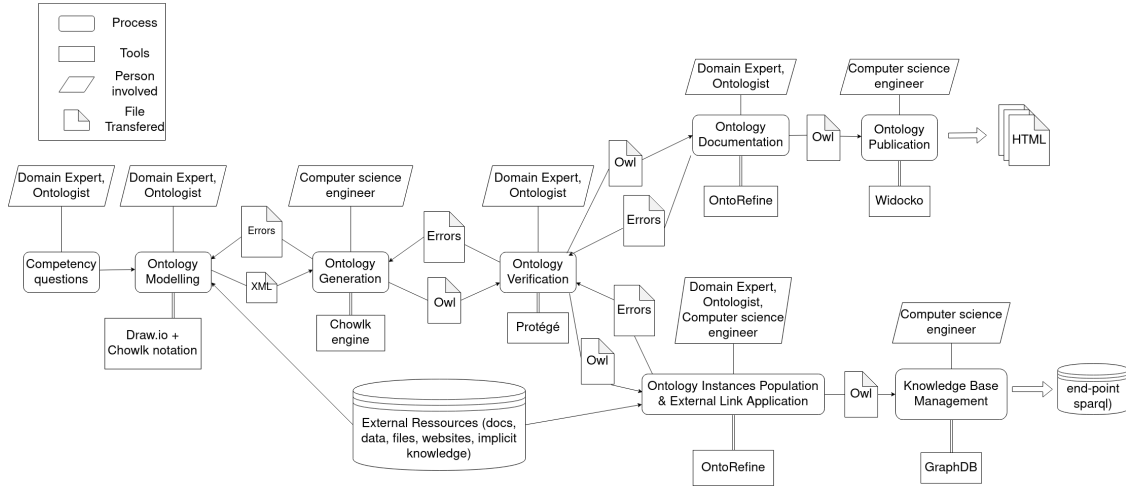 Process
Tools
Person
involved
File
Transfered
Domain Expert,
Ontologist
Computer science
engineer
Ontology
Documentation
Owl
Ontology
Publication
HTML
OntoRefine
Widocko
Owl
Errors
Domain Expert,
Ontologist
Domain Expert,
Ontologist
Computer science
engineer
Domain Expert,
Ontologist
Competency
questions
Ontology
Modelling
Errors
XML
Ontology
Generation
Errors
Owl
Ontology
Verification
Draw.io +
Chowlk notation
Chowlk
engine
Protégé
Errors
Owl
Domain Expert,
Ontologist,
Computer science
engineer
Computer science
engineer
External Ressources (docs,
data, files, websites, implicit
knowledge)
Ontology Instances Population
& External Link Application
Owl
Knowledge Base
Management
end-point
sparql)
OntoRefine
GraphDB